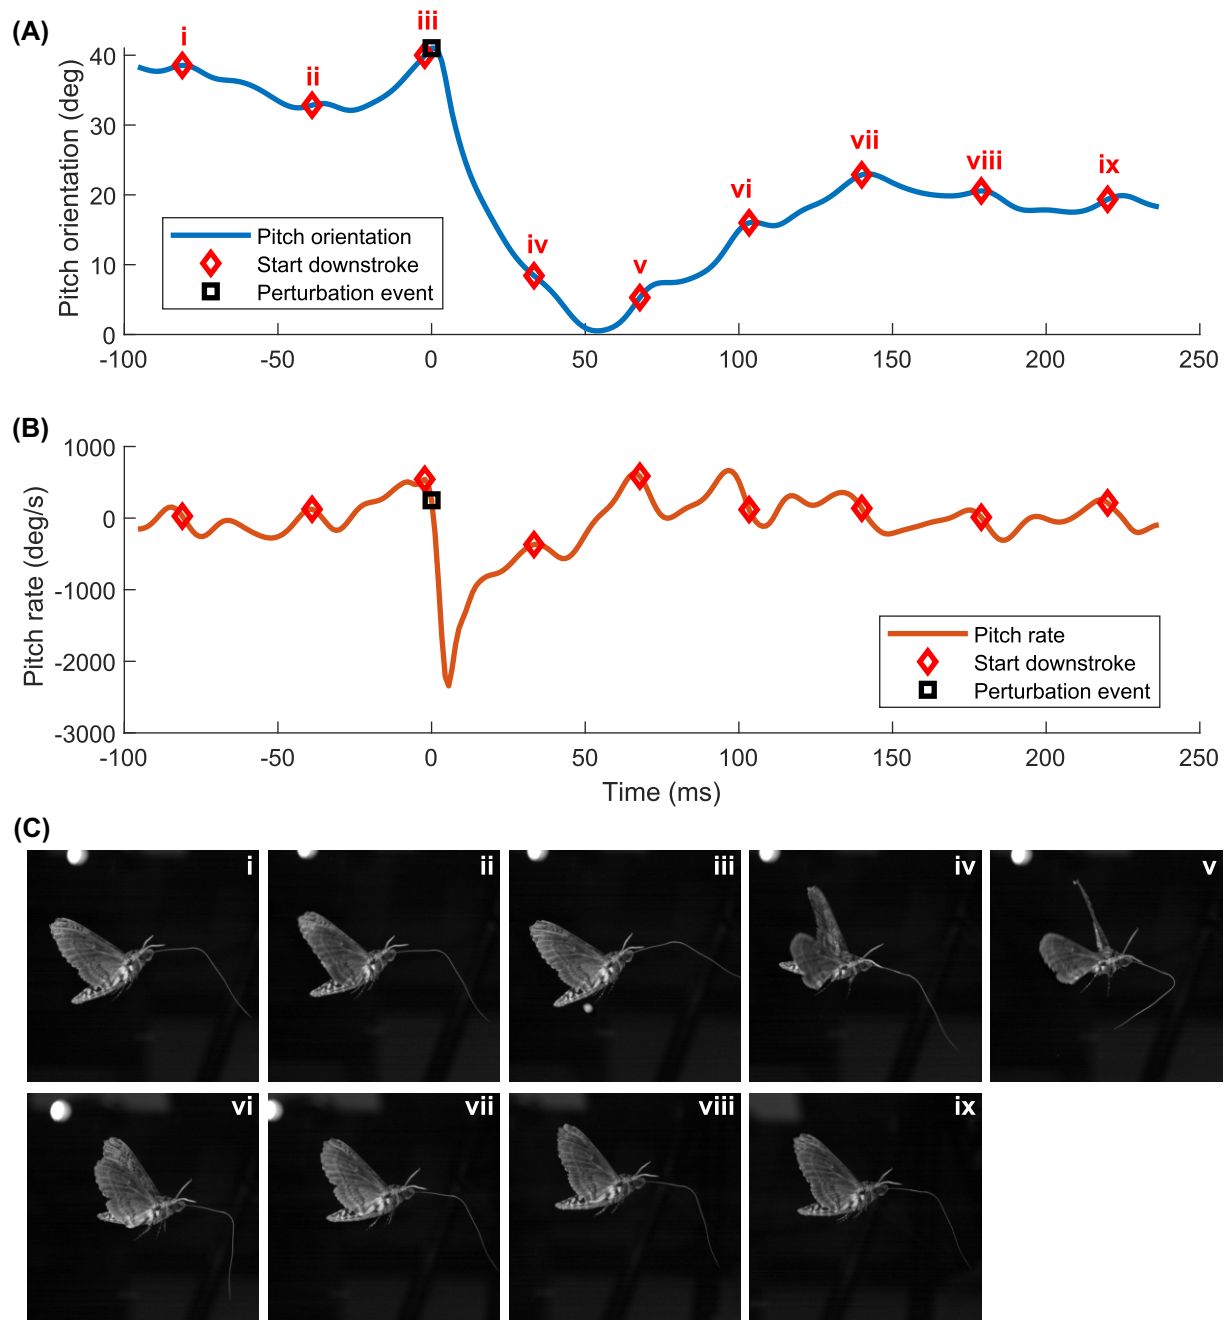 (A)
Pitch orientation (deg)
40
30
20
10
0
i
ii
iii
iv
v
vi
vii
viii
ix
Pitch orientation
Start downstroke
Perturbation event
-100 -50 0 50 100 150 200 250
(B)
Pitch rate (deg/s)
1000
0
-1000
-2000
-3000
Pitch rate
Start downstroke
Perturbation event
-100 -50 0 50 100 150 200 250
Time (ms)
(C)
i ii iii iv v
vi vii viii ix